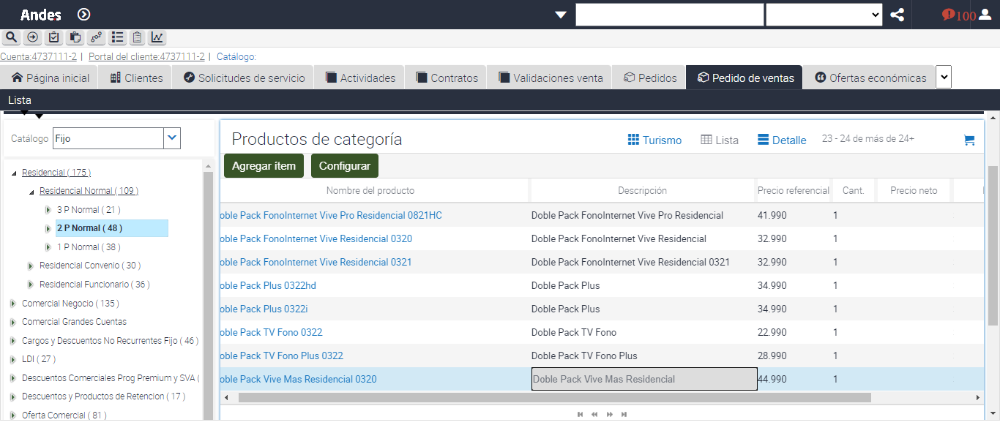 Andes
100
Cuenta:4737111-2 | Portal del cliente:4737111-2 | Catálogo:
Página inicial Clientes Solicitudes de servicio Actividades Contratos Validaciones venta Pedidos Pedido de ventas Ofertas económicas
Lista
Catálogo Fijo
Residencial ( 175 )
Residencial Normal ( 109 )
3 P Normal ( 21 )
2 P Normal ( 48 )
1 P Normal ( 38 )
Residencial Convenio ( 30 )
Residencial Funcionario ( 36 )
Comercial Negocio ( 135 )
Comercial Grandes Cuentas
Cargos y Descuentos No Recurrentes Fijo ( 46 )
LDI ( 27 )
Descuentos Comerciales Prog Premium y SVA (
Descuentos y Productos de Retencion ( 17 )
Oferta Comercial ( 81 )
Productos de categoría Turismo Lista Detalle 23 - 24 de más de 24+
Agregar ítem Configurar
Nombre del producto Descripción Precio referencial Cant. Precio neto
oble Pack FonoInternet Vive Pro Residencial 0821HC Doble Pack FonoInternet Vive Pro Residencial 41.990 1
oble Pack FonoInternet Vive Residencial 0320 Doble Pack FonoInternet Vive Residencial 32.990 1
oble Pack FonoInternet Vive Residencial 0321 Doble Pack FonoInternet Vive Residencial 0321 32.990 1
oble Pack Plus 0322hd Doble Pack Plus 34.990 1
oble Pack Plus 0322i Doble Pack Plus 34.990 1
oble Pack TV Fono 0322 Doble Pack TV Fono 22.990 1
oble Pack TV Fono Plus 0322 Doble Pack TV Fono Plus 28.990 1
oble Pack Vive Mas Residencial 0320 Doble Pack Vive Mas Residencial 44.990 1